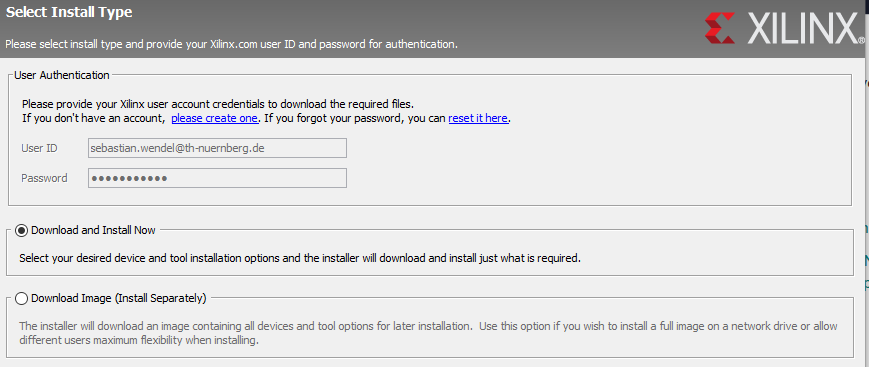 Select Install Type
XILINX®
Please select install type and provide your Xilinx.com user ID and password for authentication.
User Authentication
Please provide your Xilinx user account credentials to download the required files.
If you don't have an account, please create one. If you forgot your password, you can reset it here.
User ID sebastian.wendel@th-nuernberg.de
Password •••••••••••
Download and Install Now
Select your desired device and tool installation options and the installer will download and install just what is required.
Download Image (Install Separately)
The installer will download an image containing all devices and tool options for later installation. Use this option if you wish to install a full image on a network drive or allow
different users maximum flexibility when installing.